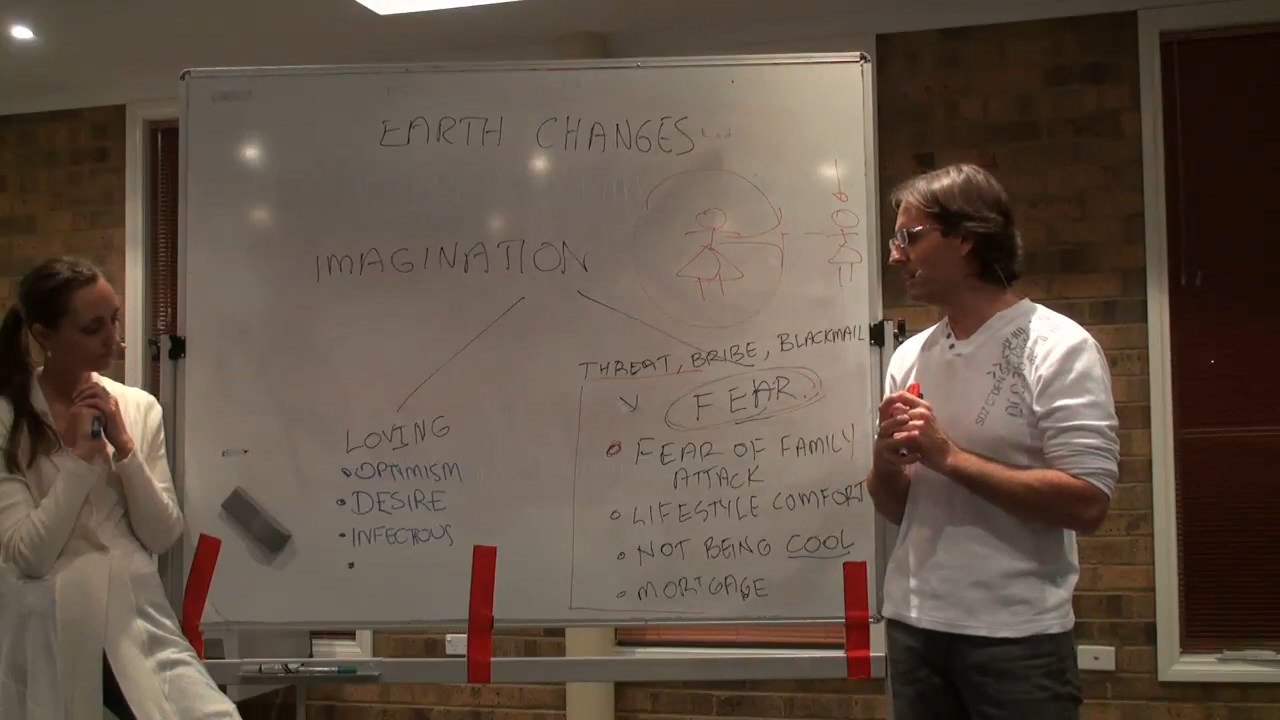 EARTH CHANGES...
IMAGINATION
THREAT, BRIBE, BLACKMAIL
FEAR
LOVING
• OPTIMISM
• DESIRE
• INFECTIOUS
•
• FEAR OF FAMILY
ATTACK
• LIFESTYLE COMFORT
• NOT BEING COOL
• MORTGAGE